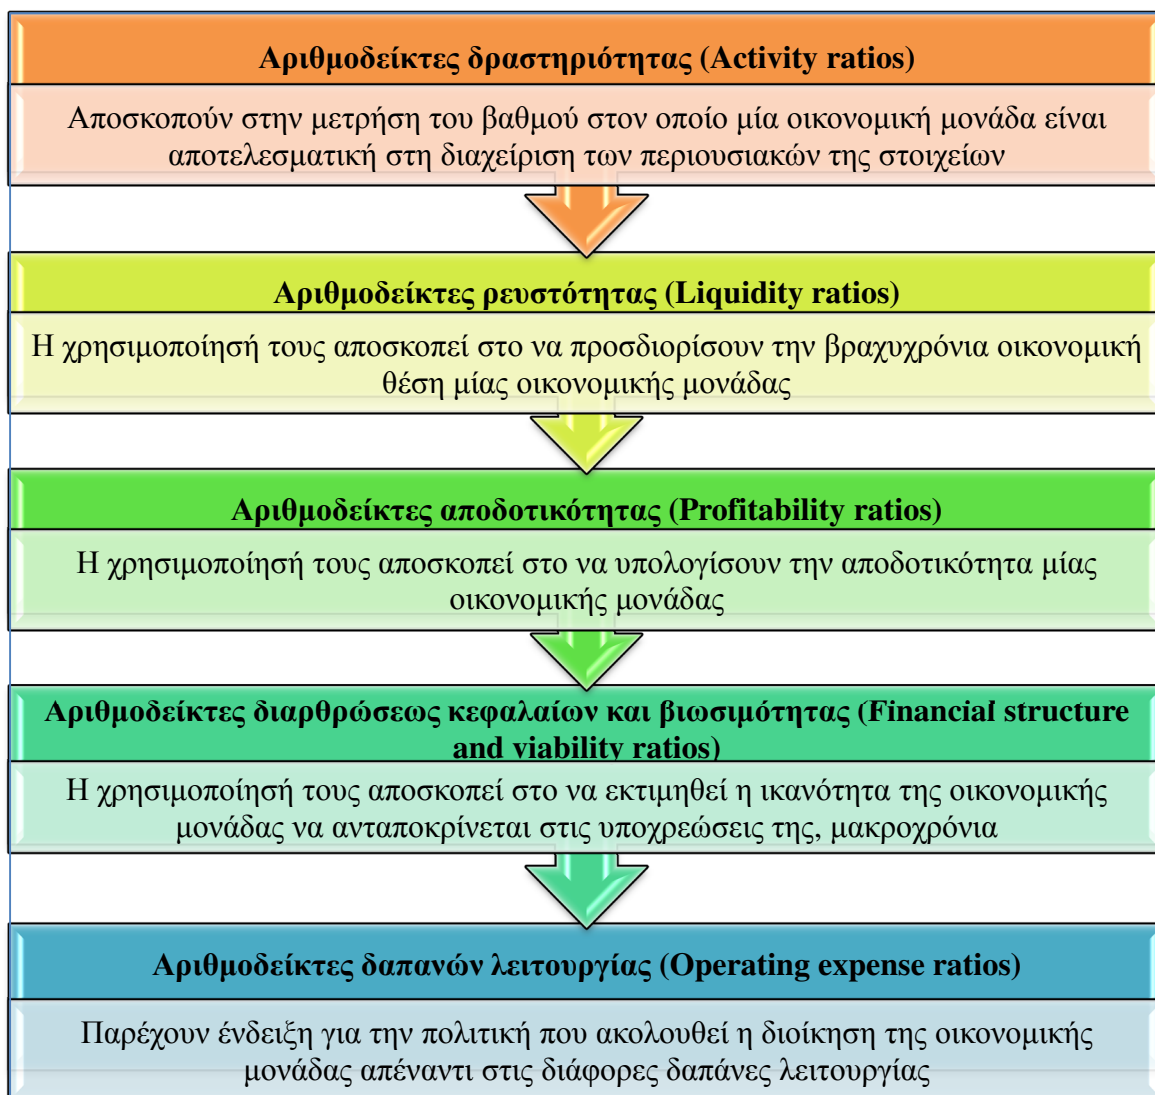 Αριθμοδείκτες δραστηριότητας (Activity ratios)
Αποσκοπούν στην μετρήση του βαθμού στον οποίο μία οικονομική μονάδα είναι
αποτελεσματική στη διαχείριση των περιουσιακών της στοιχείων
Αριθμοδείκτες ρευστότητας (Liquidity ratios)
Η χρησιμοποίησή τους αποσκοπεί στο να προσδιορίσουν την βραχυχρόνια οικονομική
θέση μίας οικονομικής μονάδας
Αριθμοδείκτες αποδοτικότητας (Profitability ratios)
Η χρησιμοποίησή τους αποσκοπεί στο να υπολογίσουν την αποδοτικότητα μίας
οικονομικής μονάδας
Αριθμοδείκτες διαρθρώσεως κεφαλαίων και βιωσιμότητας (Financial structure
and viability ratios)
Η χρησιμοποίησή τους αποσκοπεί στο να εκτιμηθεί η ικανότητα της οικονομικής
μονάδας να ανταποκρίνεται στις υποχρεώσεις της, μακροχρόνια
Αριθμοδείκτες δαπανών λειτουργίας (Operating expense ratios)
Παρέχουν ένδειξη για την πολιτική που ακολουθεί η διοίκηση της οικονομικής
μονάδας απέναντι στις διάφορες δαπάνες λειτουργίας